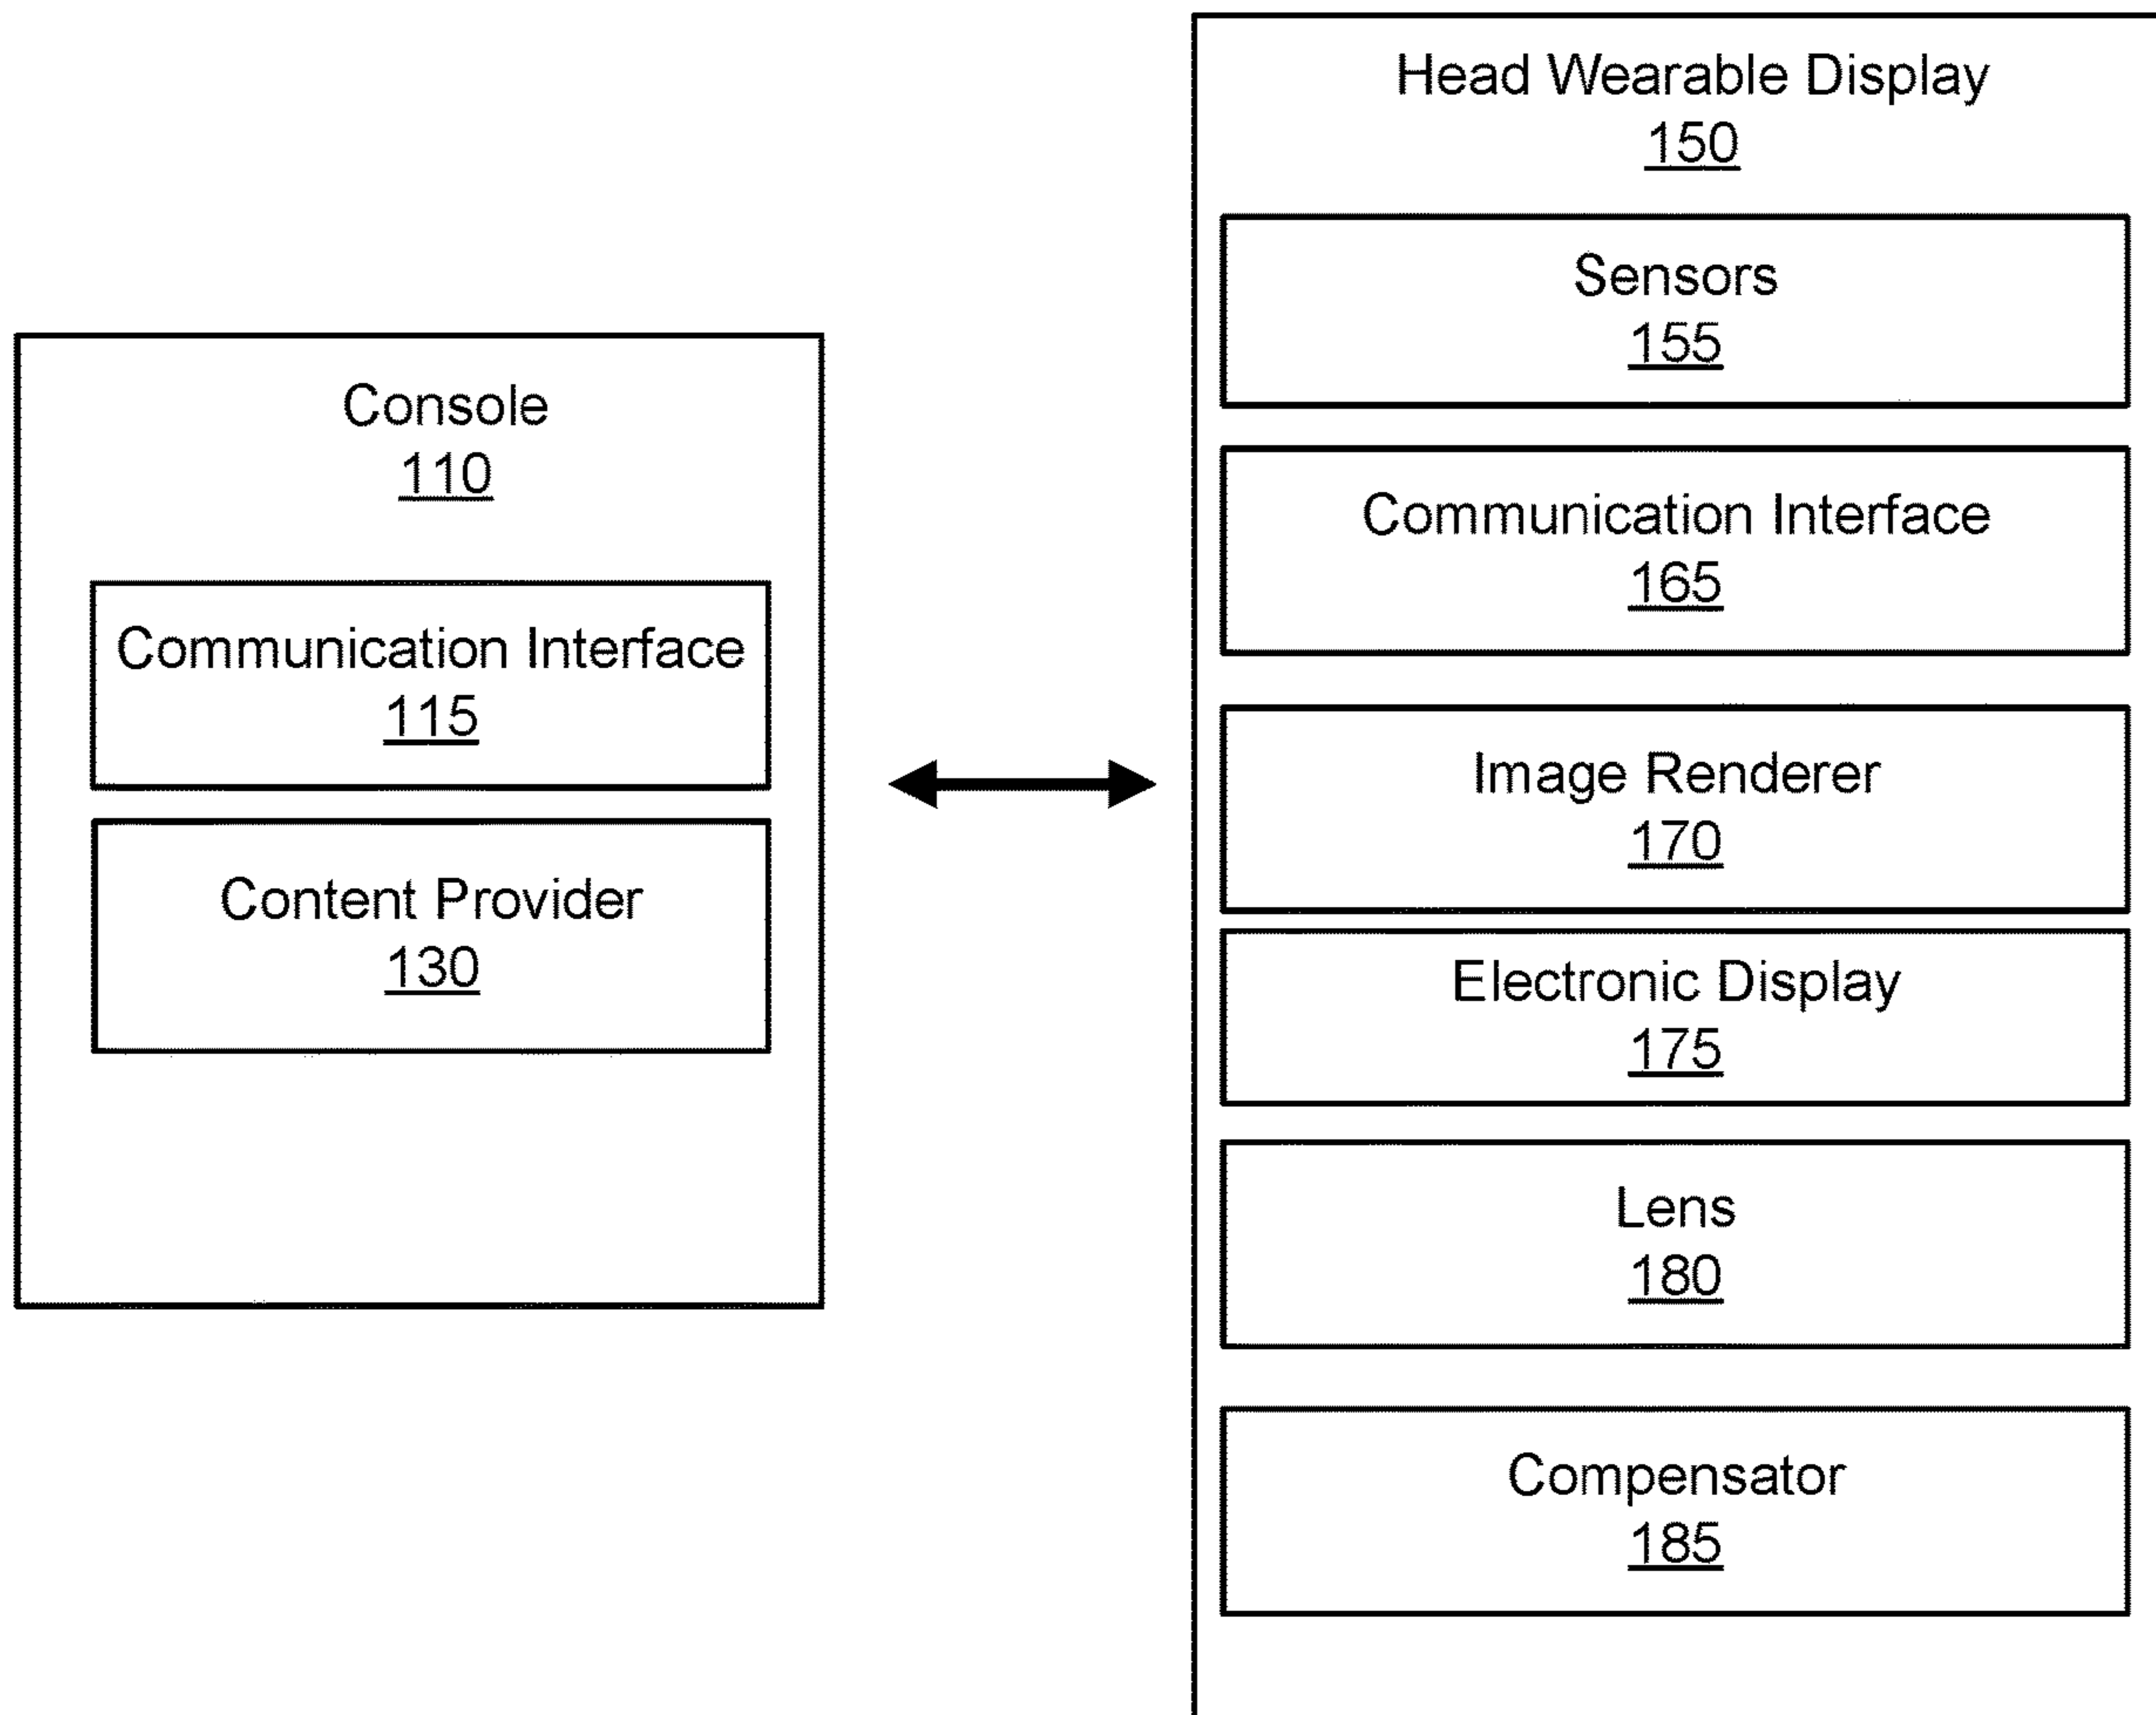 Console
110
Communication Interface
115
Content Provider
130
Head Wearable Display
150
Sensors
155
Communication Interface
165
Image Renderer
170
Electronic Display
175
Lens
180
Compensator
185